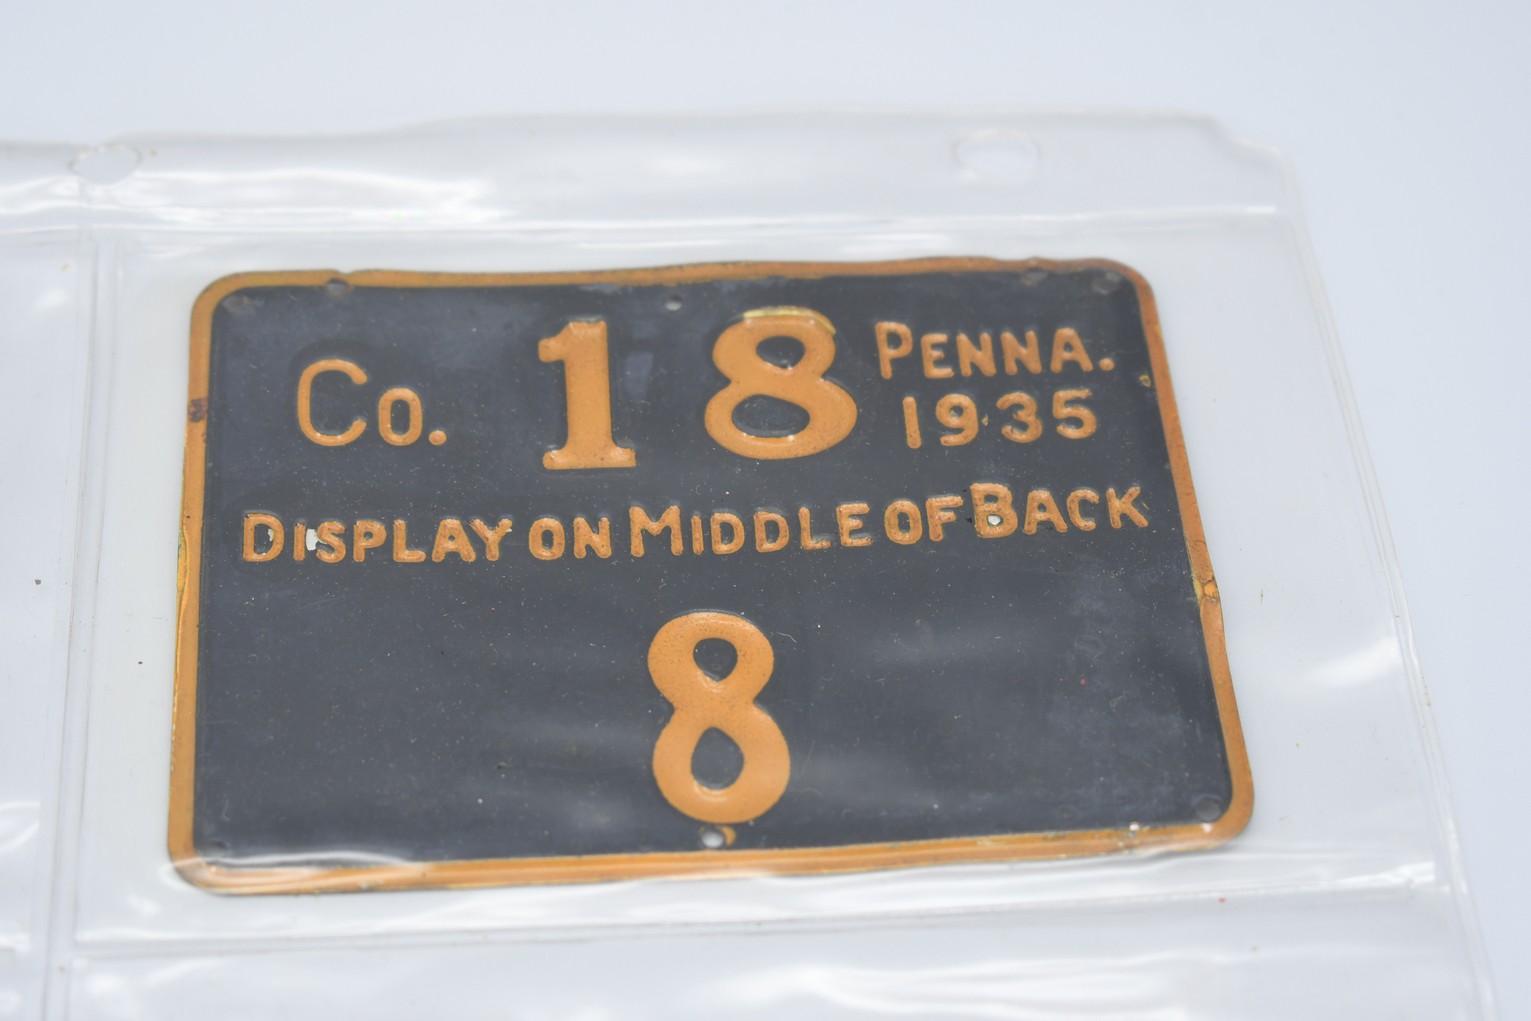 Co. 18 PENNA.
1935
DISPLAY ON MIDDLE OF BACK
8